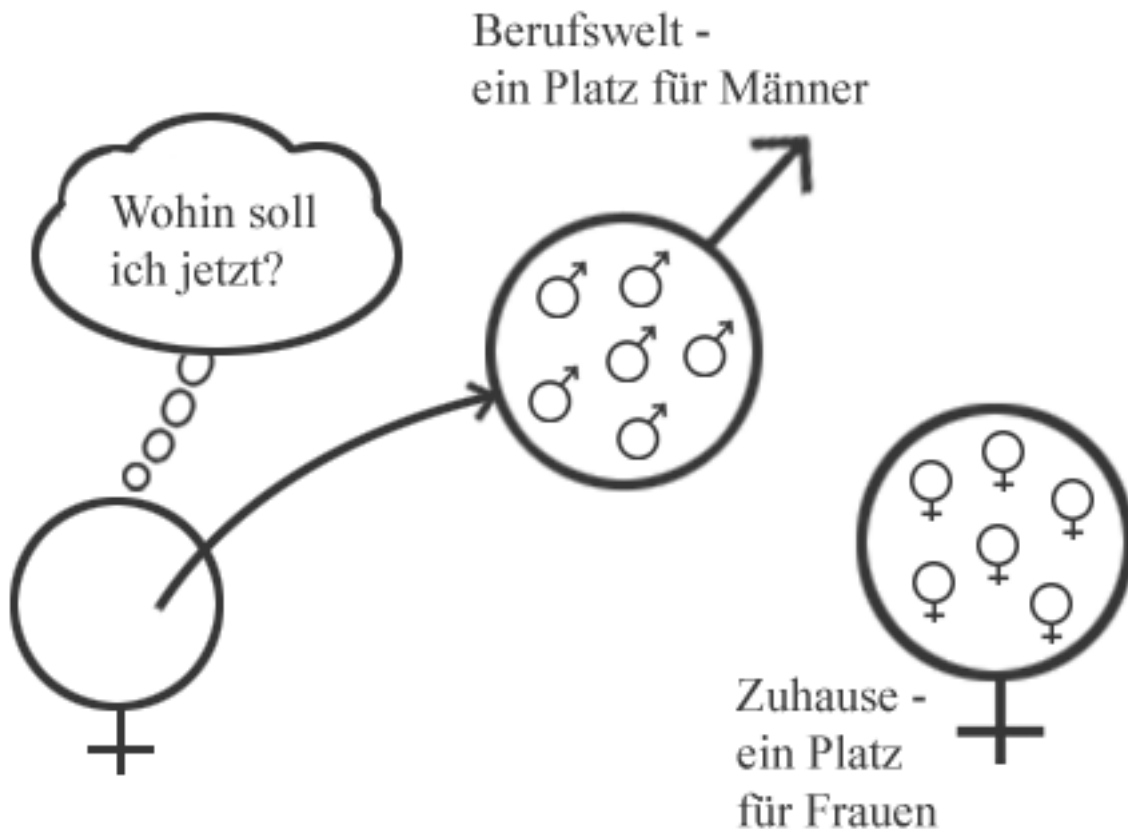 Berufswelt -
ein Platz für Männer
Wohin soll
ich jetzt?
Zuhause -
ein Platz
für Frauen